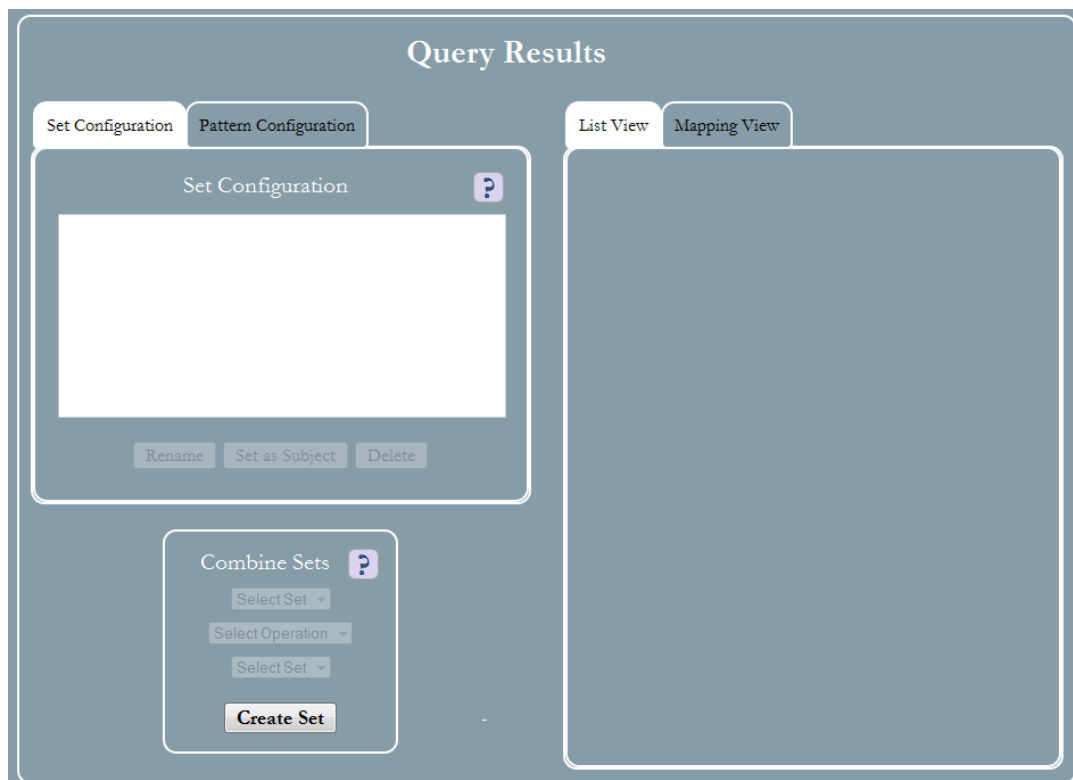 Query Results
Set Configuration
Pattern Configuration
List View
Mapping View
Set Configuration
?
Rename
Set as Subject
Delete
Combine Sets
?
Select Set
Select Operation
Select Set
Create Set
-